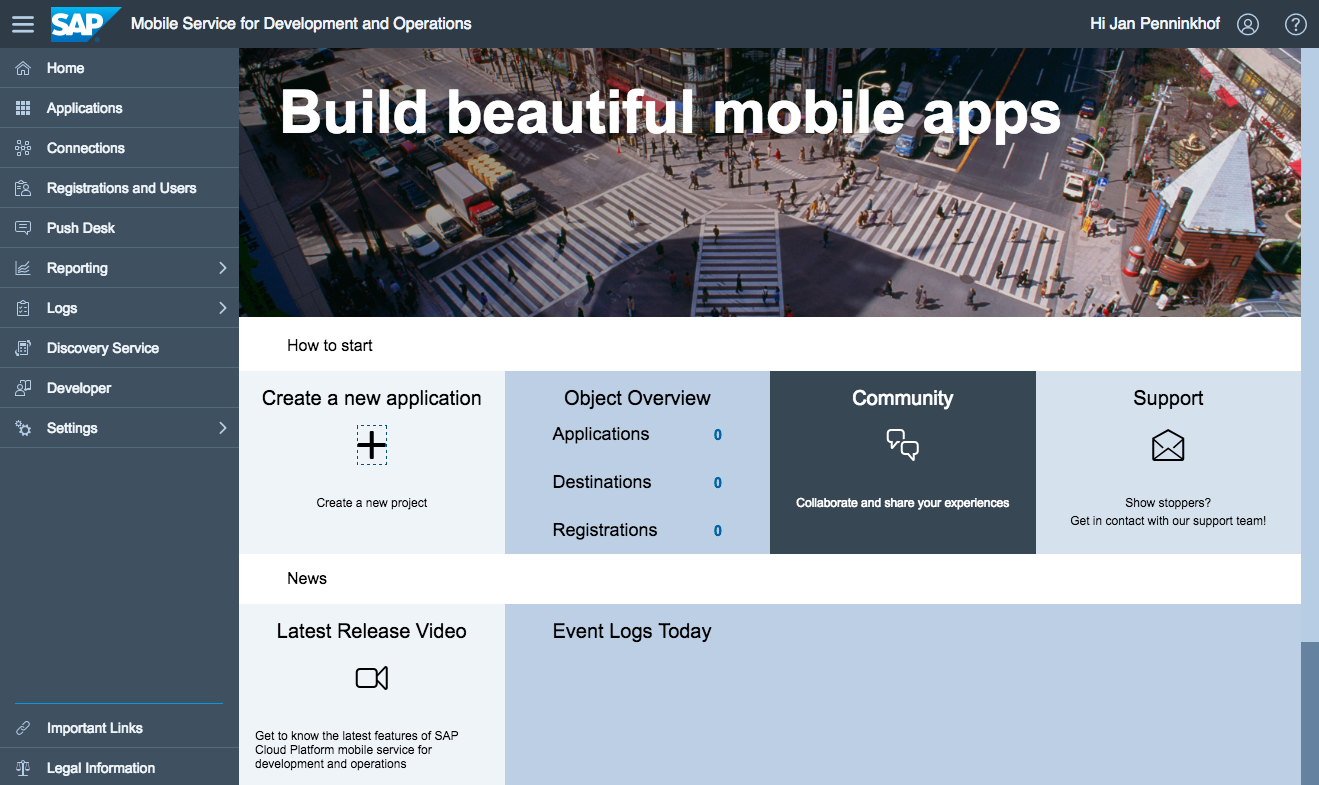 SAP
Mobile Service for Development and Operations
Hi Jan Penninkhof
?
Home
Applications
Connections
Registrations and Users
Push Desk
Reporting
Logs
Discovery Service
Developer
Settings
Important Links
Legal Information
Build beautiful mobile apps
How to start
Create a new application
Create a new project
Object Overview
Applications 0
Destinations 0
Registrations 0
Community
Collaborate and share your experiences
Support
Show stoppers?
Get in contact with our support team!
News
Latest Release Video
Get to know the latest features of SAP
Cloud Platform mobile service for
development and operations
Event Logs Today